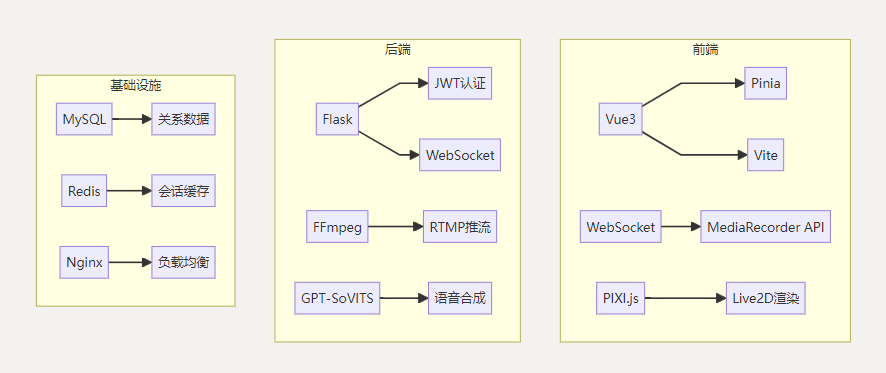 基础设施
MySQL
关系数据
Redis
会话缓存
Nginx
负载均衡
后端
Flask
JWT认证
WebSocket
FFmpeg
RTMP推流
GPT-SoVITS
语音合成
前端
Vue3
Pinia
Vite
WebSocket
MediaRecorder API
PIXI.js
Live2D渲染